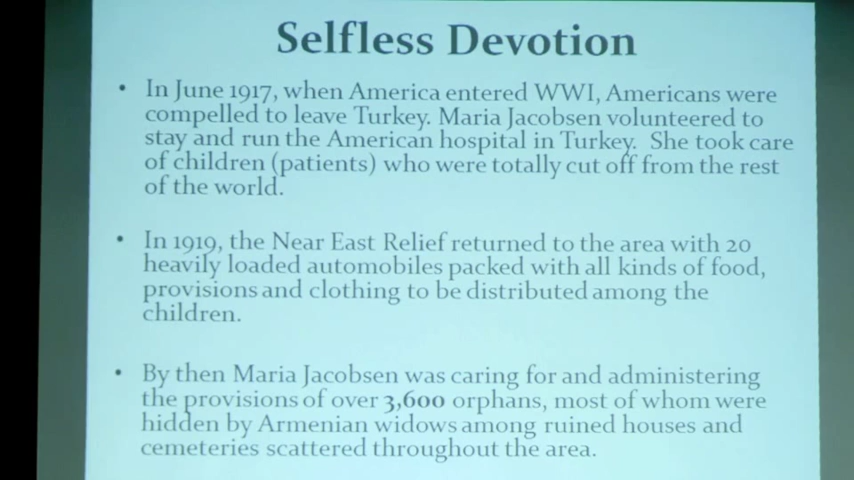 Selfless Devotion
• In June 1917, when America entered WWI, Americans were
compelled to leave Turkey. Maria Jacobsen volunteered to
stay and run the American hospital in Turkey. She took care
of children (patients) who were totally cut off from the rest
of the world.
• In 1919, the Near East Relief returned to the area with 20
heavily loaded automobiles packed with all kinds of food,
provisions and clothing to be distributed among the
children.
• By then Maria Jacobsen was caring for and administering
the provisions of over 3,600 orphans, most of whom were
hidden by Armenian widows among ruined houses and
cemeteries scattered throughout the area.